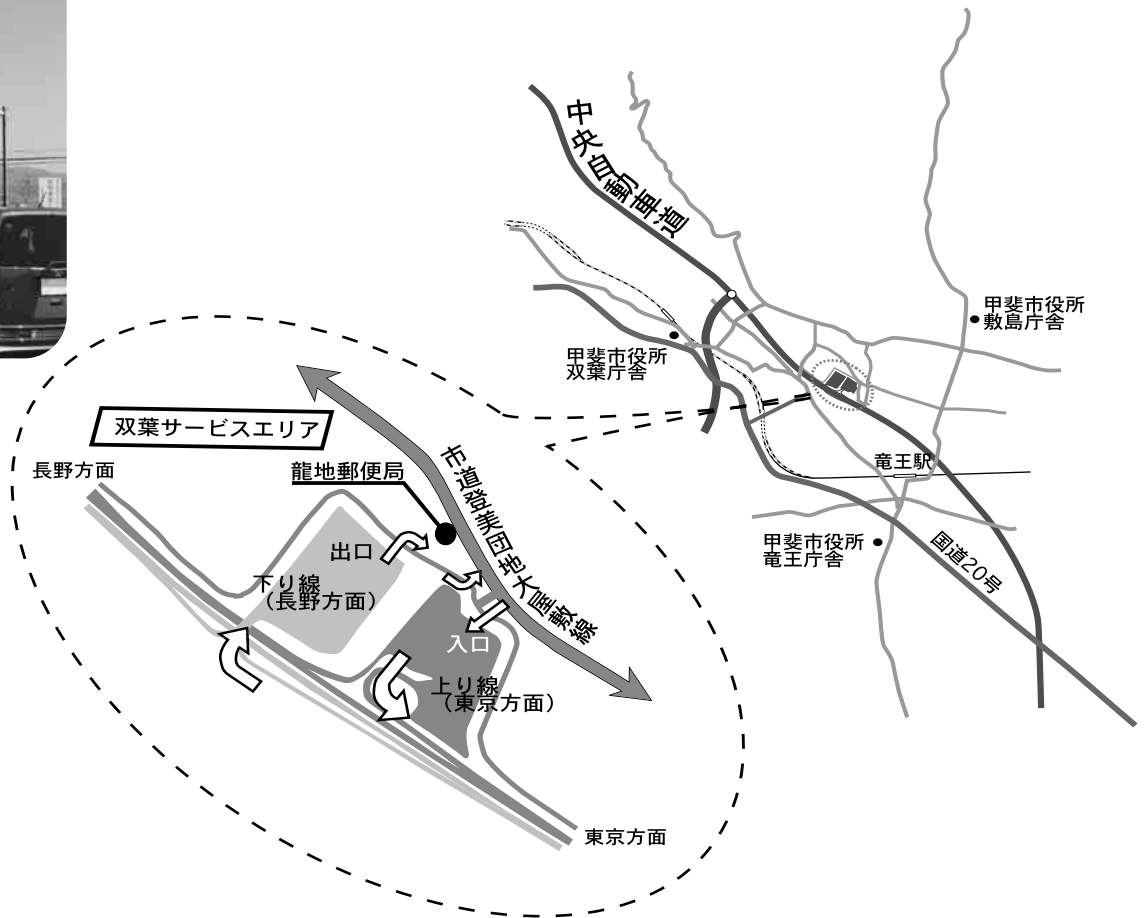 中央自動車道
甲斐市役所
敷島庁舎
甲斐市役所
双葉庁舎
双葉サービスエリア
長野方面
龍地郵便局
市道登美団地大屋敷線
竜王駅
甲斐市役所
竜王庁舎
国道20号
出口
下り線
（長野方面）
入口
上り線
（東京方面）
東京方面